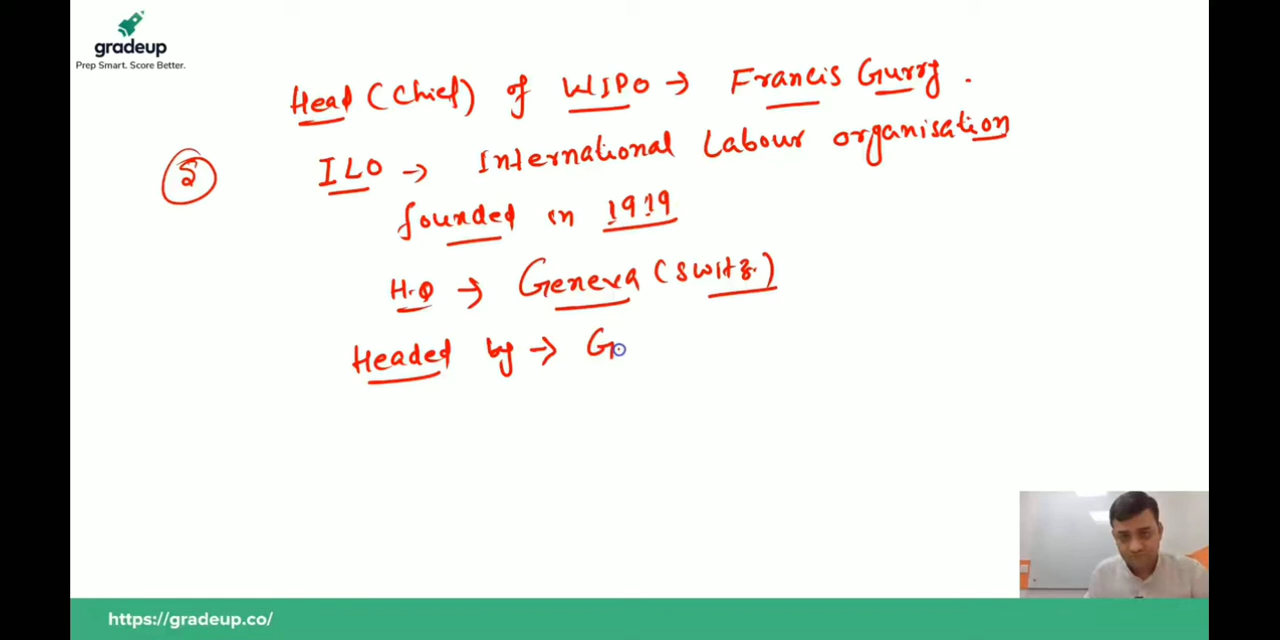 gradeup
Prep Smart. Score Better.
Head (Chief) of WIPO → Francis Gurry.
2 ILO → International Labour organisation
founded in 1919
H.Q → Geneva (Switz.)
Headed by → G
https://gradeup.co/